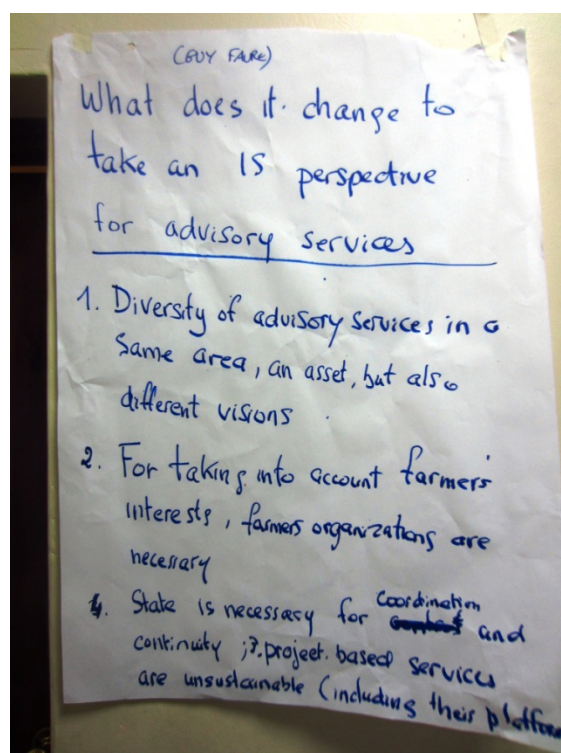 (GUY FAURE)
What does it change to
take an IS perspective
for advisory services
1. Diversity of advisory services in a
same area, an asset, but also
different visions
2. For taking into account farmers'
interests, farmers organizations are
necessary
State is necessary for coordination and
continuity ; project based services
are unsustainable (including their